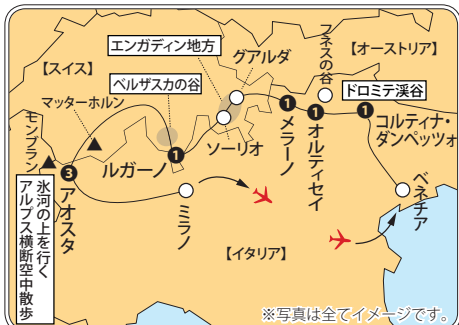 エンガディン地方
グアルダ
フネスの谷
【オーストリア】
【スイス】
ベルザスカの谷
ドロミテ渓谷
マッターホルン
モンブラン
1
1
1
コルティナ・
ダンペッツォ
メラーノ
オルティセイ
ソーリオ
ルガーノ
1
3
アオスタ
ミラノ
ベネチア
氷河の上を行く
アルプス横断空中散歩
【イタリア】
※写真は全てイメージです。